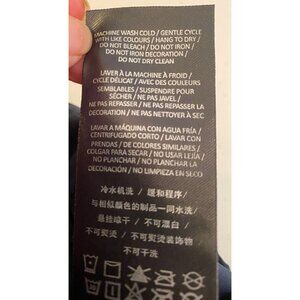 MACHINE WASH COLD / GENTLE CYCLE
WITH LIKE COLOURS / HANG TO DRY /
DO NOT BLEACH / DO NOT IRON /
DO NOT IRON DECORATION /
DO NOT DRY CLEAN
LAVER À LA MACHINE À FROID /
CYCLE DÉLICAT / AVEC DES COULEURS
SEMBLABLES / SUSPENDRE POUR
SÉCHER / NE PAS JAVEL /
NE PAS REPASSER / NE PAS REPASSER LA
DECORATION / NE PAS NETTOYER À SEC
LAVAR A MÁQUINA CON AGUA FRÍA /
CENTRIFUGADO CORTO / LAVAR CON
PRENDAS / DE COLORES SIMILARES /
COLGAR PARA SECAR / NO USAR LEJÍA /
NO PLANCHAR / NO PLANCHAR LA
DECORACIÓN / NO LIMPIEZA EN SECO
冷水机洗 / 缓和程序 /
与相似颜色的制品一同水洗 /
悬挂晾干 / 不可漂白 /
不可熨烫 / 不可熨烫装饰物
不可干洗